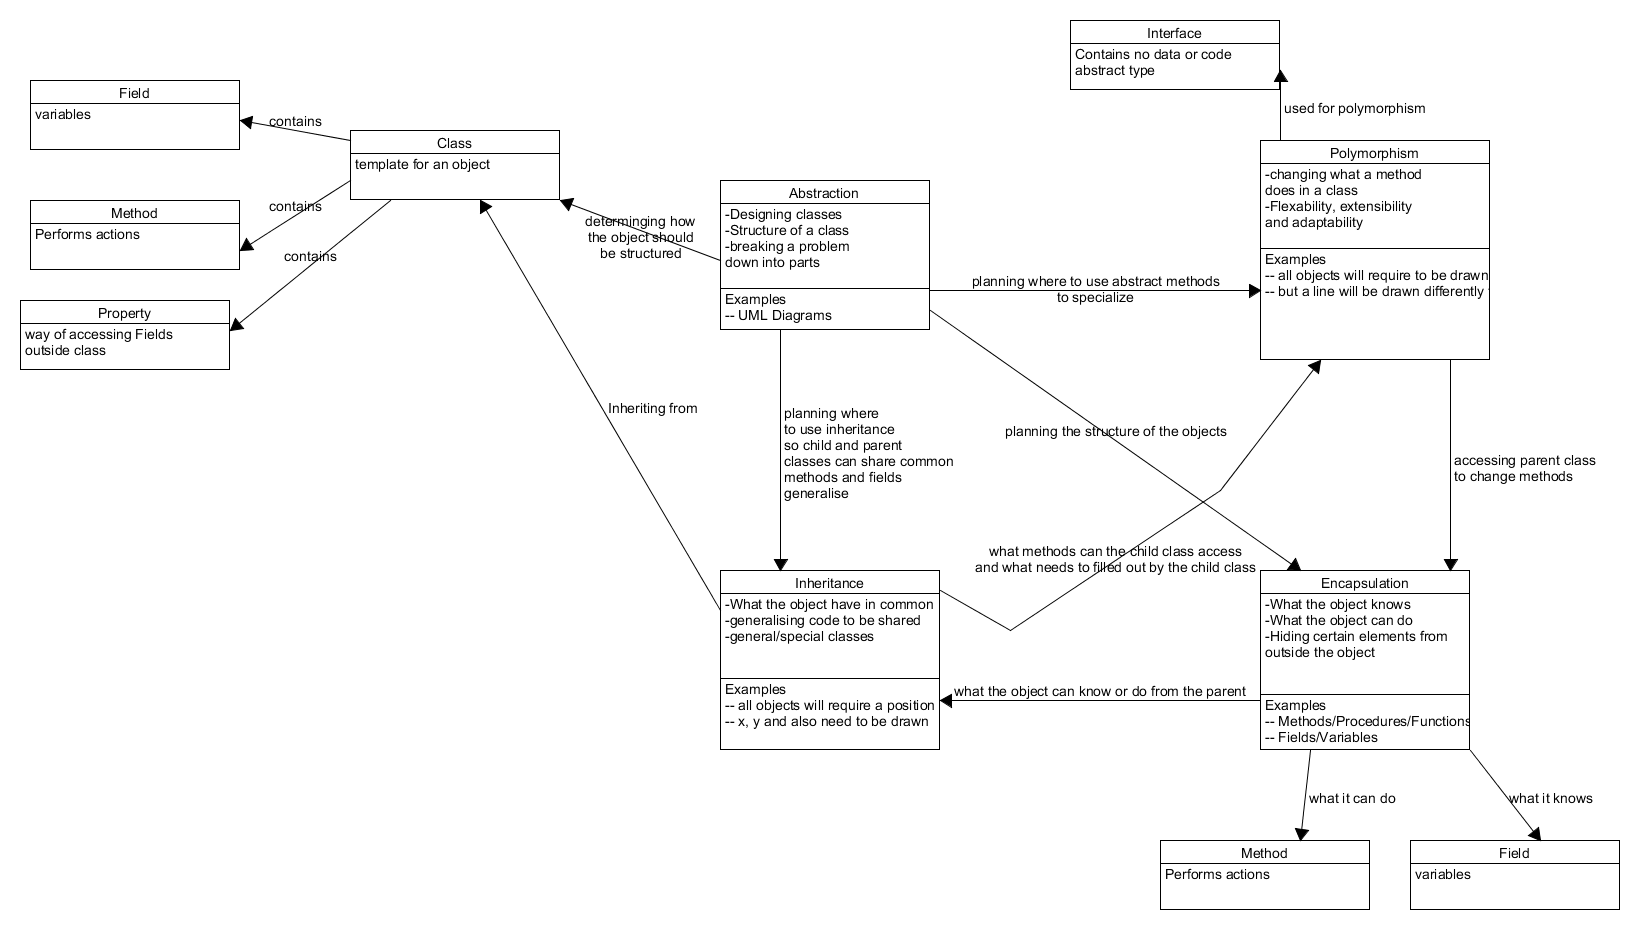 Interface
Contains no data or code
abstract type
used for polymorphism
Field
variables
contains
Class
template for an object
Method
Performs actions
contains
contains
Property
way of accessing Fields
outside class
determinging how
the object should
be structured
Abstraction
-Designing classes
-Structure of a class
-breaking a problem
down into parts
Examples
-- UML Diagrams
planning where to use abstract methods
to specialize
Polymorphism
-changing what a method
does in a class
-Flexability, extensibility
and adaptability
Examples
-- all objects will require to be drawn
-- but a line will be drawn differently
Inheriting from
planning where
to use inheritance
so child and parent
classes can share common
methods and fields
generalise
planning the structure of the objects
accessing parent class
to change methods
what methods can the child class access
and what needs to filled out by the child class
Inheritance
-What the object have in common
-generalising code to be shared
-general/special classes
Examples
-- all objects will require a position
-- x, y and also need to be drawn
what the object can know or do from the parent
Encapsulation
-What the object knows
-What the object can do
-Hiding certain elements from
outside the object
Examples
-- Methods/Procedures/Functions
-- Fields/Variables
what it can do
what it knows
Method
Performs actions
Field
variables